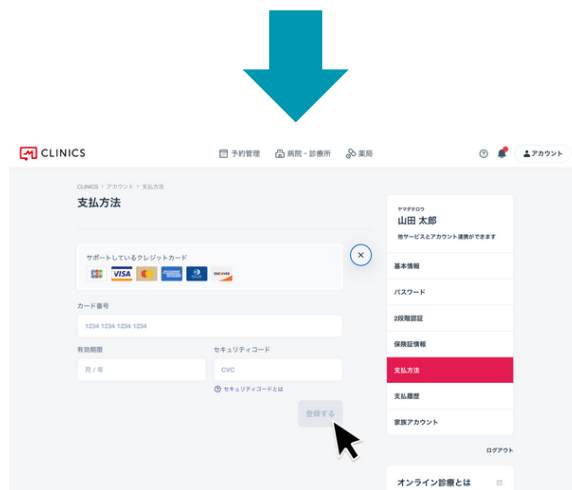 CLINICS
予約管理 病院・診療所 薬局
アカウント
CLINICS › アカウント › 支払方法
支払方法
サポートしているクレジットカード
JCB VISA DISCOVER
カード番号
1234 1234 1234 1234
有効期限 セキュリティコード
月 / 年 CVC
セキュリティコードとは
登録する
ヤマダタロウ
山田 太郎
他サービスとアカウント連携ができます
基本情報
パスワード
2段階認証
保険証情報
支払方法
支払履歴
家族アカウント
ログアウト
オンライン診療とは